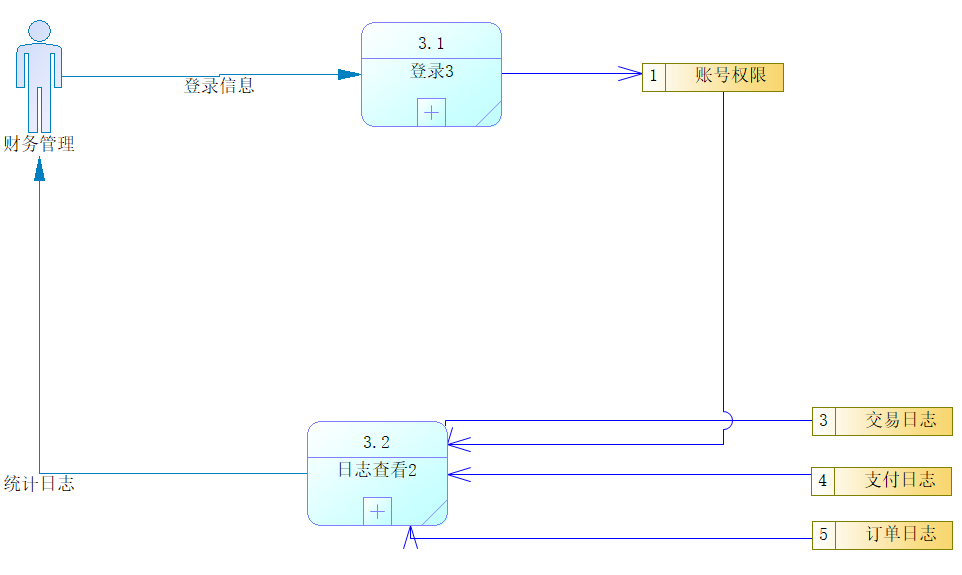 3.1
登录3
1 账号权限
登录信息
财务管理
3 交易日志
3.2
日志查看2
4 支付日志
统计日志
5 订单日志